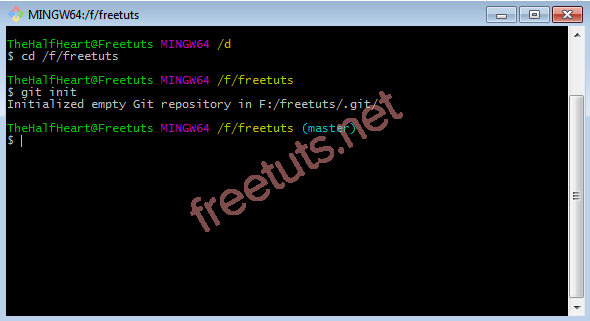 MINGW64:/f/freetuts
TheHalfHeart@Freetuts MINGW64 /d
$ cd /f/freetuts
TheHalfHeart@Freetuts MINGW64 /f/freetuts
$ git init
Initialized empty Git repository in F:/freetuts/.git/
TheHalfHeart@Freetuts MINGW64 /f/freetuts (master)
$
freetuts.net